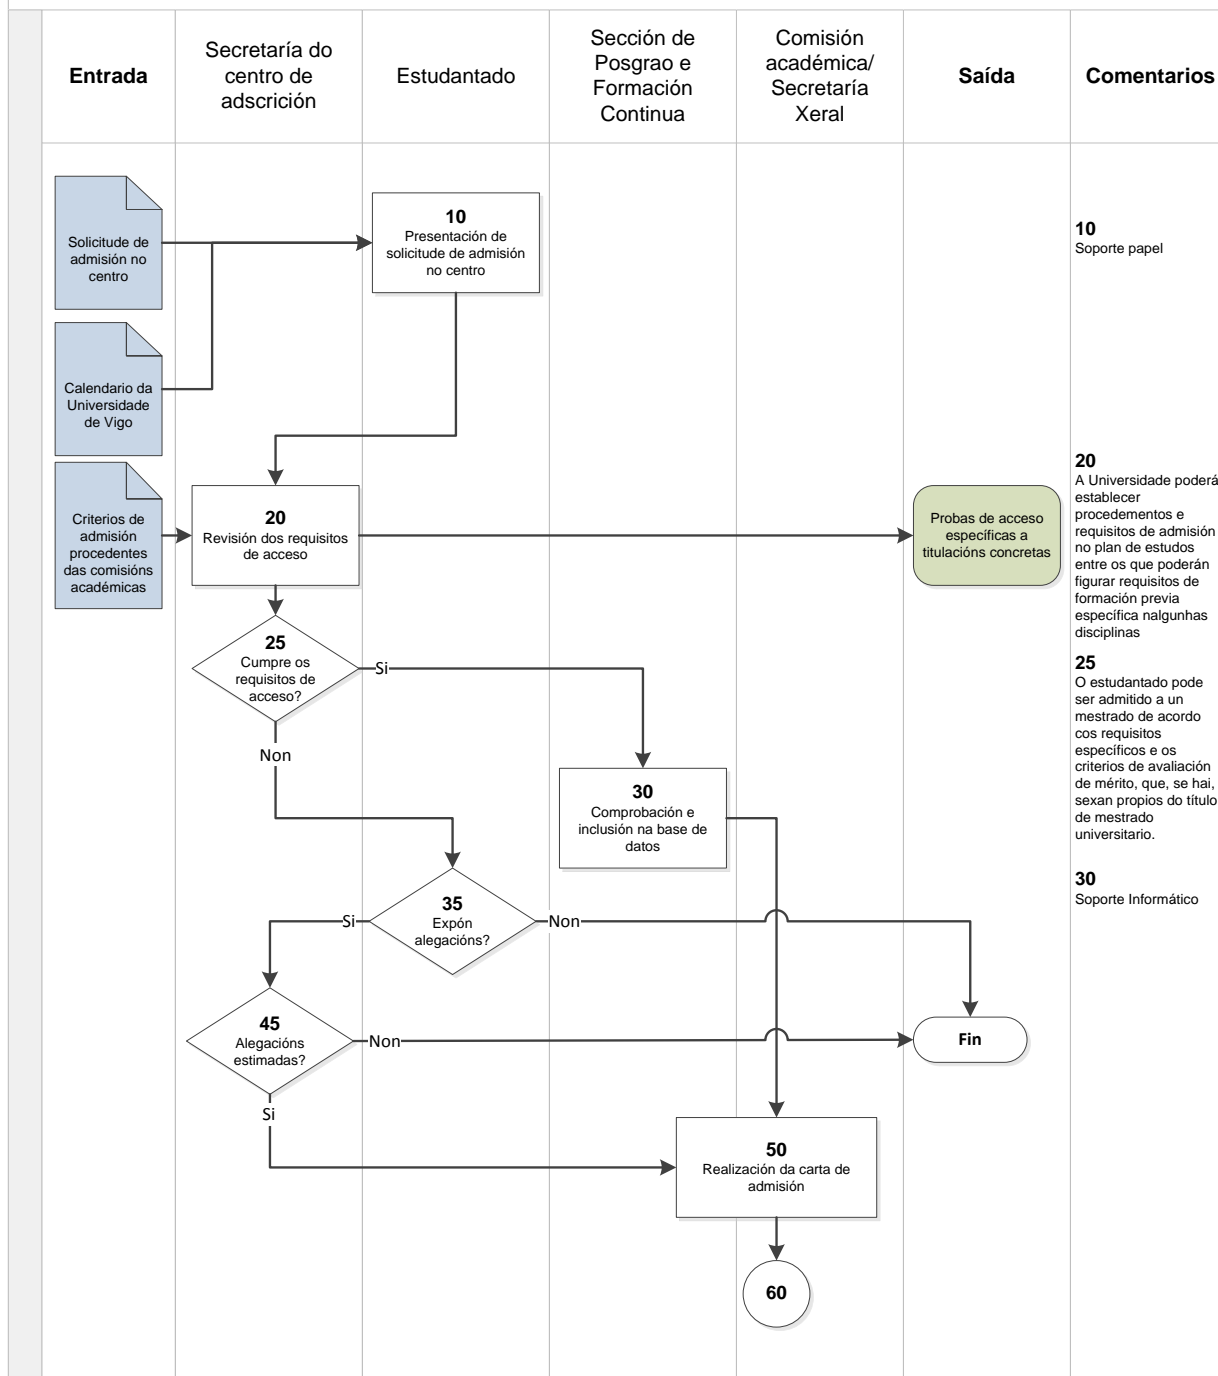 Entrada
Secretaría do
centro de
adscrición
Estudantado
Sección de
Posgrao e
Formación
Continua
Comisión
académica/
Secretaría
Xeral
Saída
Comentarios
Solicitude de
admisión no
centro
10
Presentación de
solicitude de admisión
no centro
10
Soporte papel
Calendario da
Universidade
de Vigo
Criterios de
admisión
procedentes
das comisións
académicas
20
Revisión dos requisitos
de acceso
Probas de acceso
específicas a
titulacións concretas
20
A Universidade poderá
establecer
procedementos e
requisitos de admisión
no plan de estudos
entre os que poderán
figurar requisitos de
formación previa
específica nalgunhas
disciplinas
25
Cumpre os
requisitos de
acceso?
Si
Non
25
O estudantado pode
ser admitido a un
mestrado de acordo
cos requisitos
específicos e os
criterios de avaliación
de mérito, que, se hai,
sexan propios do título
de mestrado
universitario.
30
Comprobación e
inclusión na base de
datos
30
Soporte Informático
35
Expón
alegacións?
Si
Non
45
Alegacións
estimadas?
Non
Si
Fin
50
Realización da carta de
admisión
60